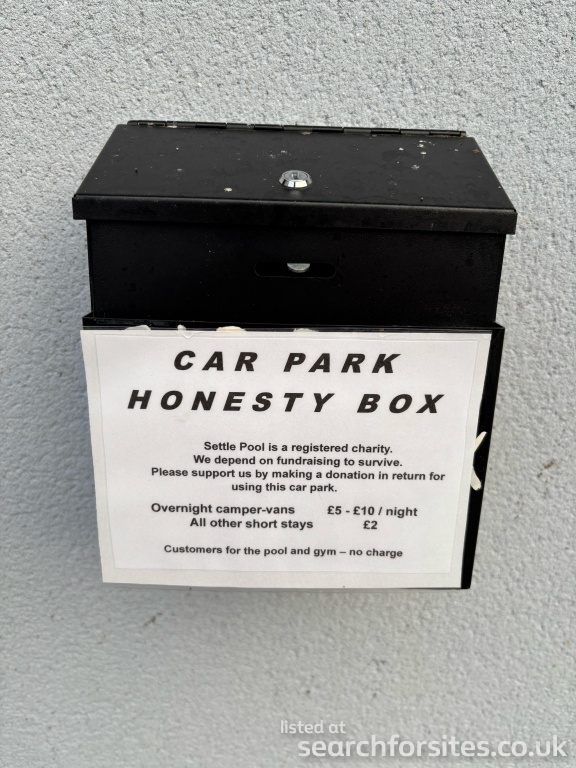 CAR PARK
HONESTY BOX
Settle Pool is a registered charity.
We depend on fundraising to survive.
Please support us by making a donation in return for
using this car park.
Overnight camper-vans £5 - £10 / night
All other short stays £2
Customers for the pool and gym – no charge
listed at
searchforsites.co.uk